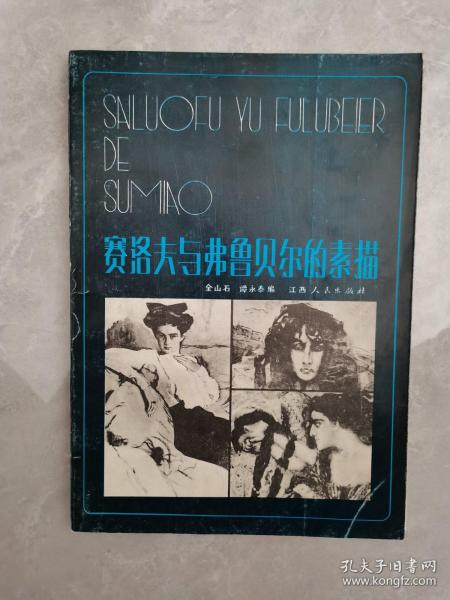 SALUOFU YU FULUBEIER
DE
SUMIAO
赛洛夫与弗鲁贝尔的素描
全山石 谭永泰编 江西人民出版社
孔夫子旧书网
www.kongfz.com